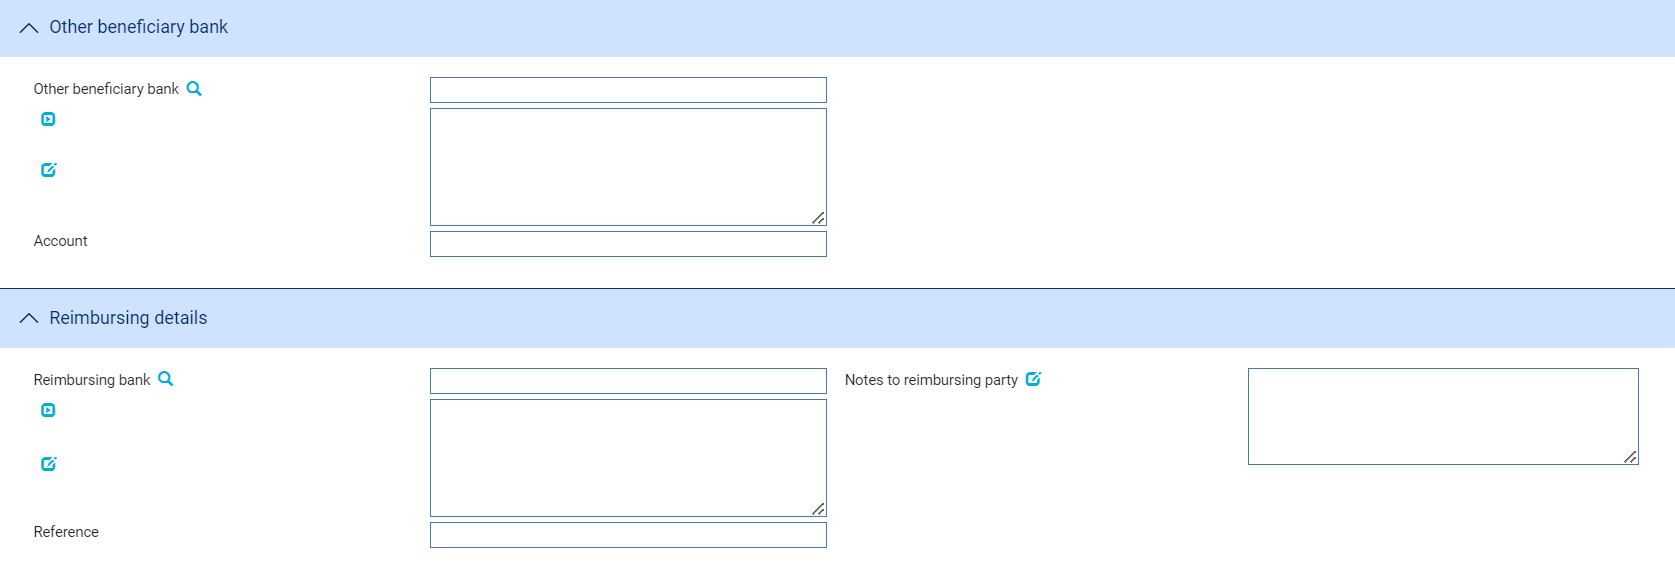 Other beneficiary bank
Other beneficiary bank
Account
Reimbursing details
Reimbursing bank
Notes to reimbursing party
Reference